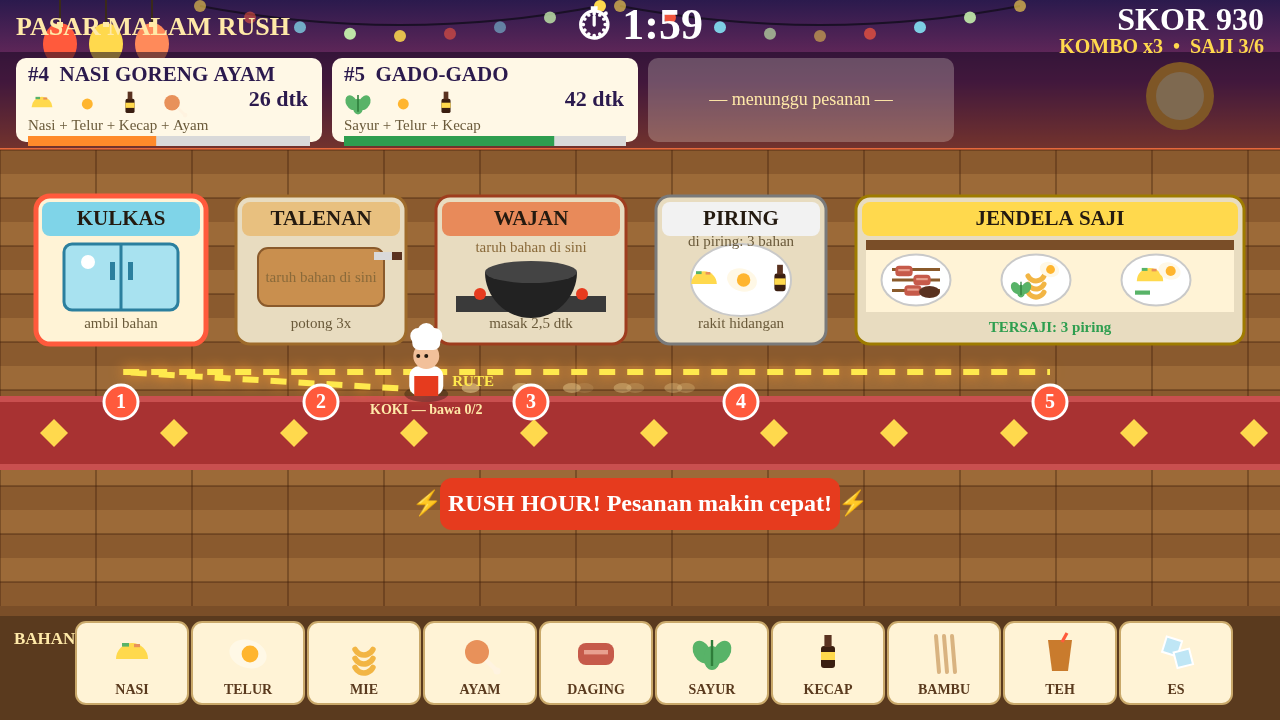 PASAR MALAM RUSH
⏱ 1:59
SKOR 930
KOMBO x3 • SAJI 3/6
#4 NASI GORENG AYAM
26 dtk
Nasi + Telur + Kecap + Ayam
#5 GADO-GADO
42 dtk
Sayur + Telur + Kecap
— menunggu pesanan —
KULKAS
ambil bahan
TALENAN
taruh bahan di sini
potong 3x
WAJAN
taruh bahan di sini
masak 2,5 dtk
PIRING
di piring: 3 bahan
rakit hidangan
JENDELA SAJI
TERSAJI: 3 piring
RUTE
1
2
3
4
5
KOKI — bawa 0/2
⚡ RUSH HOUR! Pesanan makin cepat! ⚡
BAHAN
NASI
TELUR
MIE
AYAM
DAGING
SAYUR
KECAP
BAMBU
TEH
ES